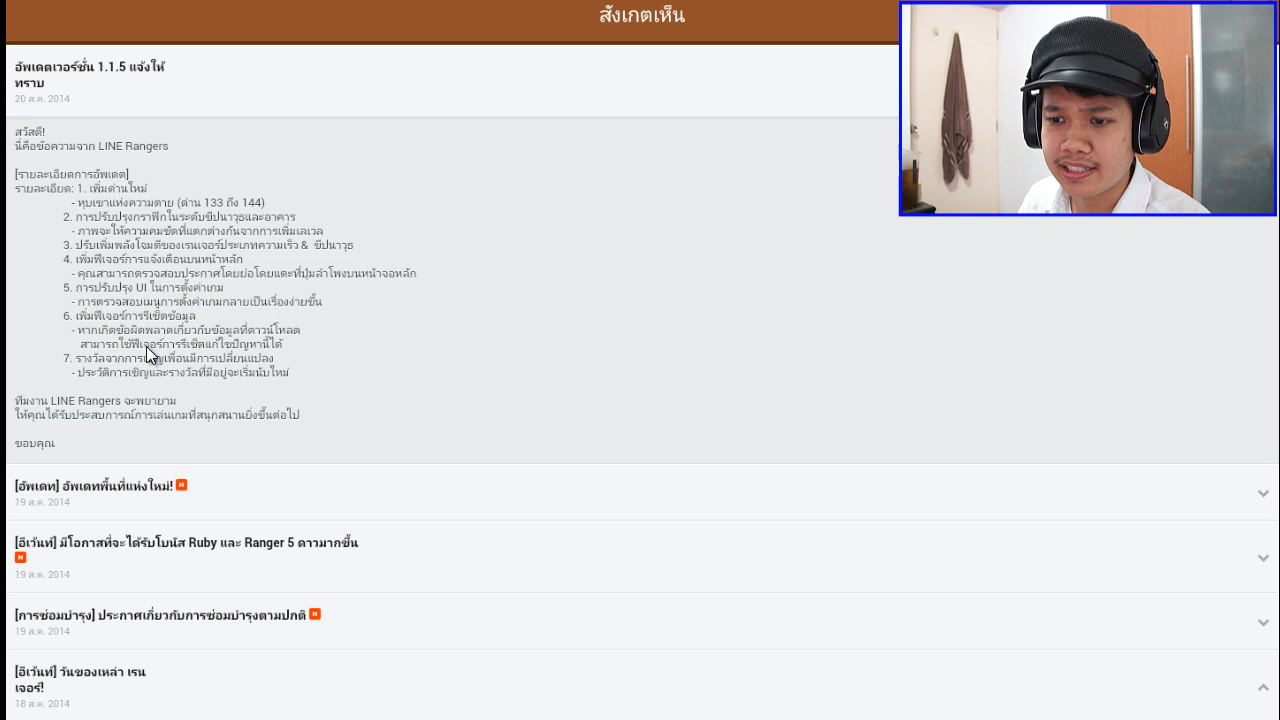 สังเกตเห็น
อัพเดตเวอร์ชั่น 1.1.5 แจ้งให้
ทราบ
20 ส.ค. 2014
สวัสดี!
นี่คือข้อความจาก LINE Rangers
[รายละเอียดการอัพเดต]
รายละเอียด: 1. เพิ่มด่านใหม่
- หุบเขาแห่งความตาย (ด่าน 133 ถึง 144)
2. การปรับปรุงกราฟิกในระดับขีปนาวุธและอาคาร
- ภาพจะให้ความคมชัดที่แตกต่างกันจากการเพิ่มเลเวล
3. ปรับเพิ่มพลังโจมตีของเรนเจอร์ประเภทความเร็ว & ขีปนาวุธ
4. เพิ่มฟีเจอร์การแจ้งเตือนบนหน้าหลัก
- คุณสามารถตรวจสอบประกาศโดยย่อโดยแตะที่ปุ่มลำโพงบนหน้าจอหลัก
5. การปรับปรุง UI ในการตั้งค่าเกม
- การตรวจสอบเมนูการตั้งค่าเกมกลายเป็นเรื่องง่ายขึ้น
6. เพิ่มฟีเจอร์การรีเซ็ตข้อมูล
- หากเกิดข้อผิดพลาดเกี่ยวกับข้อมูลที่ดาวน์โหลด
สามารถใช้ฟีเจอร์การรีเซ็ตแก้ไขปัญหานี้ได้
7. รางวัลจากการเชิญเพื่อนมีการเปลี่ยนแปลง
- ประวัติการเชิญและรางวัลที่มีอยู่จะเริ่มนับใหม่
ทีมงาน LINE Rangers จะพยายาม
ให้คุณได้รับประสบการณ์การเล่นเกมที่สนุกสนานยิ่งขึ้นต่อไป
ขอบคุณ
[อัพเดท] อัพเดทพื้นที่แห่งใหม่! N
19 ส.ค. 2014
[อีเว้นท์] มีโอกาสที่จะได้รับโบนัส Ruby และ Ranger 5 ดาวมากขึ้น
N
19 ส.ค. 2014
[การซ่อมบำรุง] ประกาศเกี่ยวกับการซ่อมบำรุงตามปกติ N
19 ส.ค. 2014
[อีเว้นท์] วันของเหล่า เรน
เจอร์!
18 ส.ค. 2014